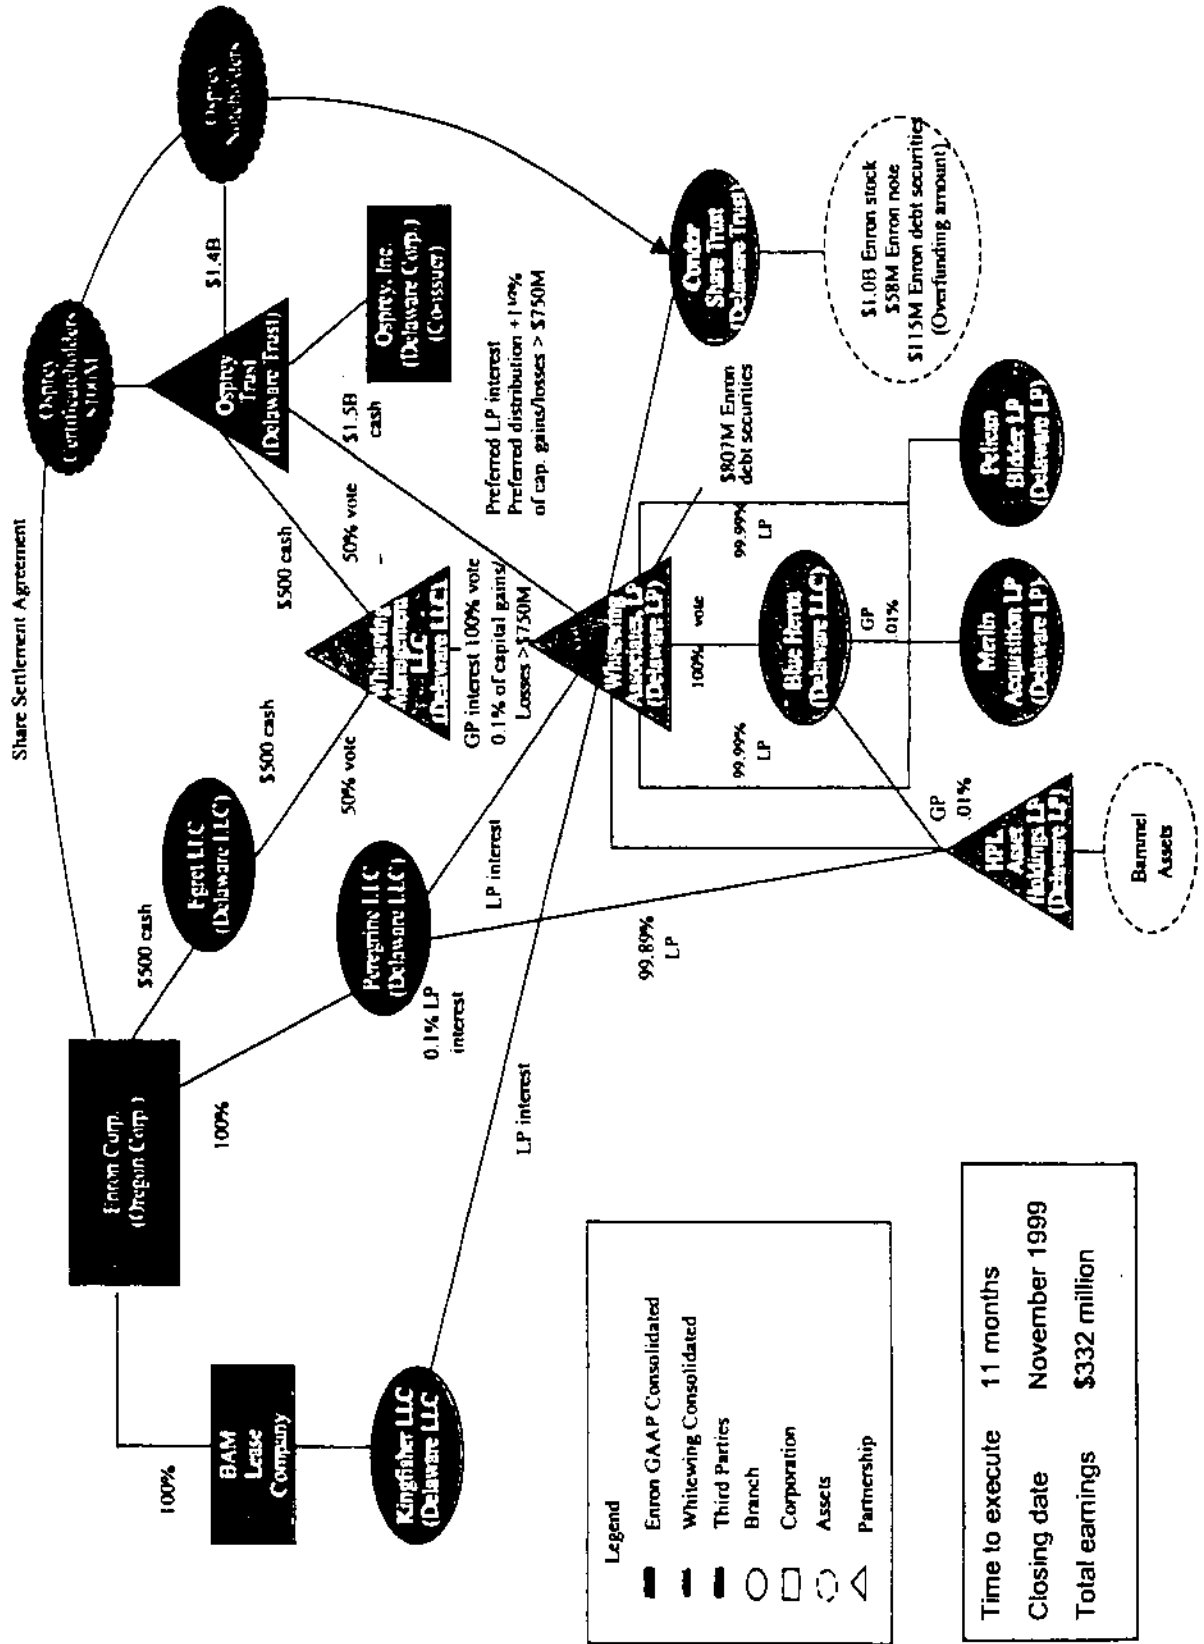 Share Settlement Agreement
Enron Corp.
(Oregon Corp.)
Osprey
Certificateholders
$100M
Osprey
Noteholders
$1.4B
Osprey
Trust
(Delaware Trust)
Osprey, Inc.
(Delaware Corp.)
(Co-issuer)
$1.5B
cash
$500 cash
50% vote
Egret LLC
(Delaware LLC)
$500 cash
$500 cash
50% vote
Whitewing
Management
LLC
(Delaware LLC)
GP interest 100% vote
0.1% of capital gains/
Losses >$750M
Preferred LP interest
Preferred distribution +
of cap. gains/losses > $750M
100%
BAM
Lease
Company
Kingfisher LLC
(Delaware LLC
100%
Peregrine LLC
(Delaware LLC)
0.1% LP
interest
LP interest
LP interest
Whitewing
Associates, LP
(Delaware LP)
$807M Enron
debt securities
Condor
Share Trust
(Delaware Trust)
$1.0B Enron stock
$58M Enron note
$115M Enron debt securities
(Overfunding amount)
99.89%
LP
99.99%
LP
100% vote
99.99%
LP
Blue Heron
(Delaware LLC)
GP
.01%
GP
.01%
HPL
Asset
Holdings LP
(Delaware LP)
Bammel
Assets
Merlin
Acquisition LP
(Delaware LP)
Pelican
Bidder LP
(Delaware LP)
Legend
Enron GAAP Consolidated
Whitewing Consolidated
Third Parties
Branch
Corporation
Assets
Partnership
Time to execute 11 months
Closing date November 1999
Total earnings $332 million